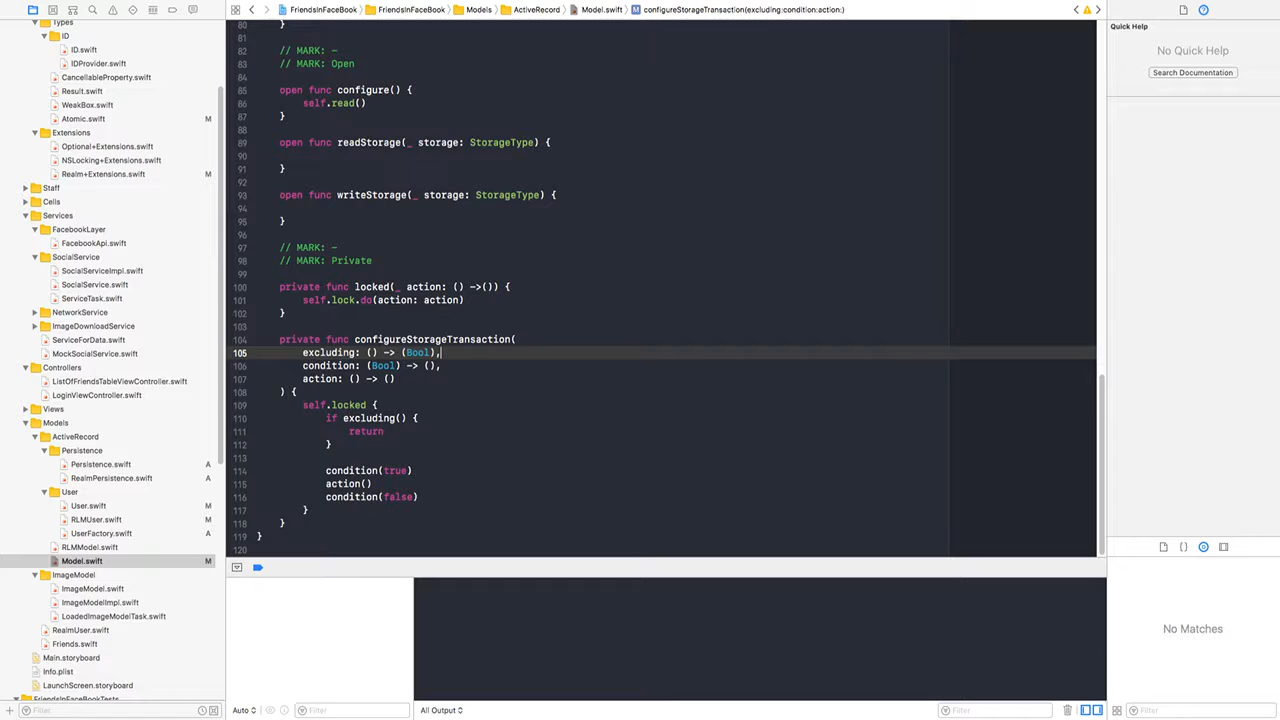 FriendsInFaceBook
FriendsInFaceBook
Models
ActiveRecord
Model.swift
configureStorageTransaction(excluding:condition:action:)
Types
ID
ID.swift
IDProvider.swift
CancellableProperty.swift
Result.swift
WeakBox.swift
Atomic.swift M
Extensions
Optional+Extensions.swift
NSLocking+Extensions.swift
Realm+Extensions.swift M
Staff
Cells
Services
FacebookLayer
FacebookApi.swift
SocialService
SocialServiceImpl.swift
SocialService.swift
ServiceTask.swift
NetworkService
ImageDownloadService
ServiceForData.swift
MockSocialService.swift
Controllers
ListOfFriendsTableViewController.swift
LoginViewController.swift
Views
Models
ActiveRecord
Persistence
Persistence.swift A
RealmPersistence.swift A
User
User.swift M
RLMUser.swift M
UserFactory.swift A
RLMModel.swift
Model.swift M
ImageModel
ImageModel.swift
ImageModelImpl.swift
LoadedImageModelTask.swift
RealmUser.swift
Friends.swift
Main.storyboard
Info.plist
LaunchScreen.storyboard
FriendsInFaceBookTests
Filter
80 }
81
82 // MARK: -
83 // MARK: Open
84
85 open func configure() {
86 self.read()
87 }
88
89 open func readStorage(_ storage: StorageType) {
90
91 }
92
93 open func writeStorage(_ storage: StorageType) {
94
95 }
96
97 // MARK: -
98 // MARK: Private
99
100 private func locked(_ action: () ->()) {
101 self.lock.do(action: action)
102 }
103
104 private func configureStorageTransaction(
105 excluding: () -> (Bool),
106 condition: (Bool) -> (),
107 action: () -> ()
108 ) {
109 self.locked {
110 if excluding() {
111 return
112 }
113
114 condition(true)
115 action()
116 condition(false)
117 }
118 }
119 }
120
Auto
Filter
All Output
Filter
Quick Help
No Quick Help
Search Documentation
No Matches
Filter